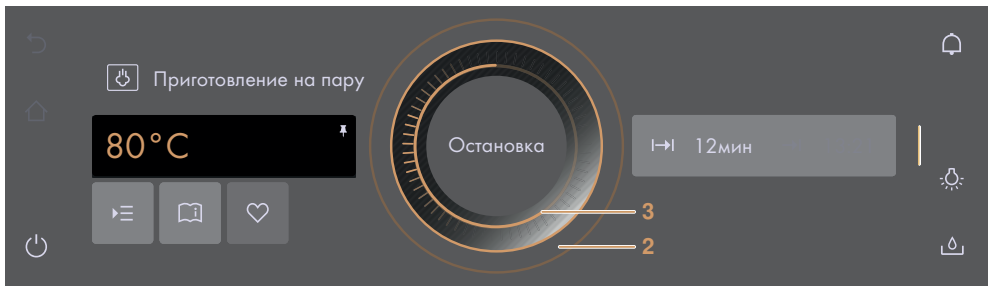 Приготовление на пару
80°C
Остановка
12мин
3
2